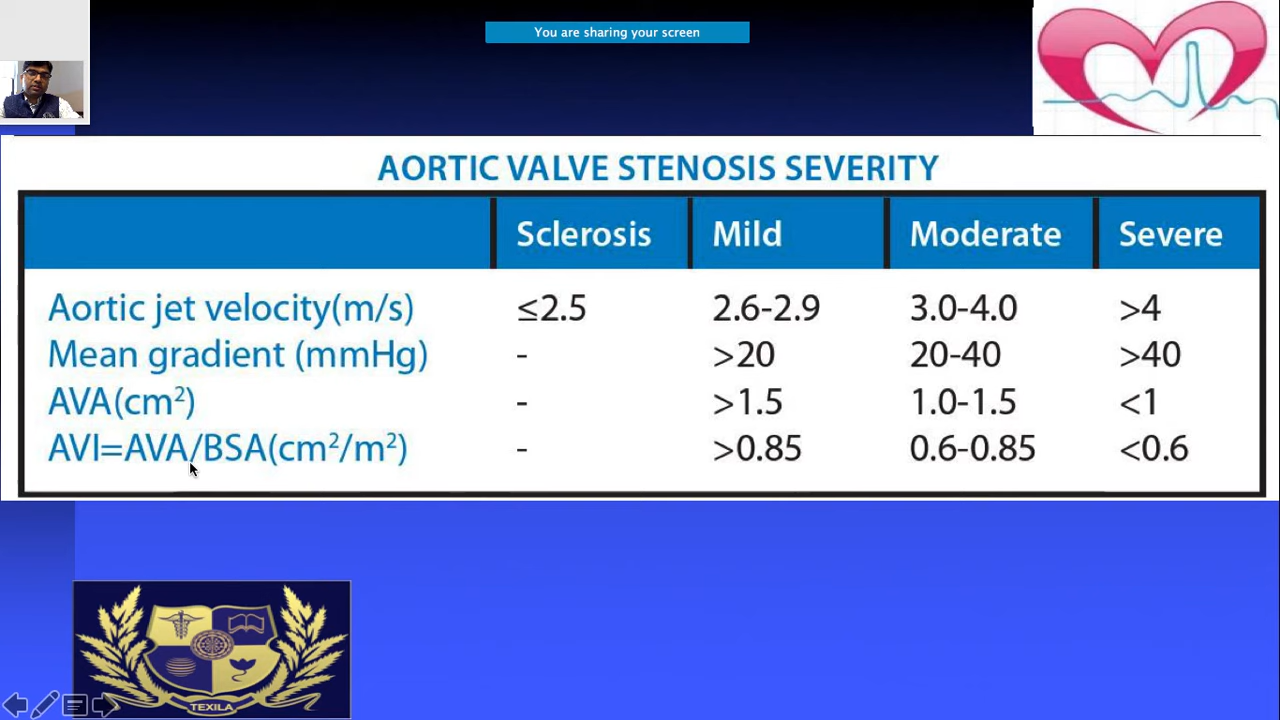 You are sharing your screen
AORTIC VALVE STENOSIS SEVERITY
Sclerosis Mild Moderate Severe
Aortic jet velocity(m/s) ≤2.5 2.6-2.9 3.0-4.0 >4
Mean gradient (mmHg) - >20 20-40 >40
AVA(cm²) - >1.5 1.0-1.5 <1
AVI=AVA/BSA(cm²/m²) - >0.85 0.6-0.85 <0.6
TEXILA